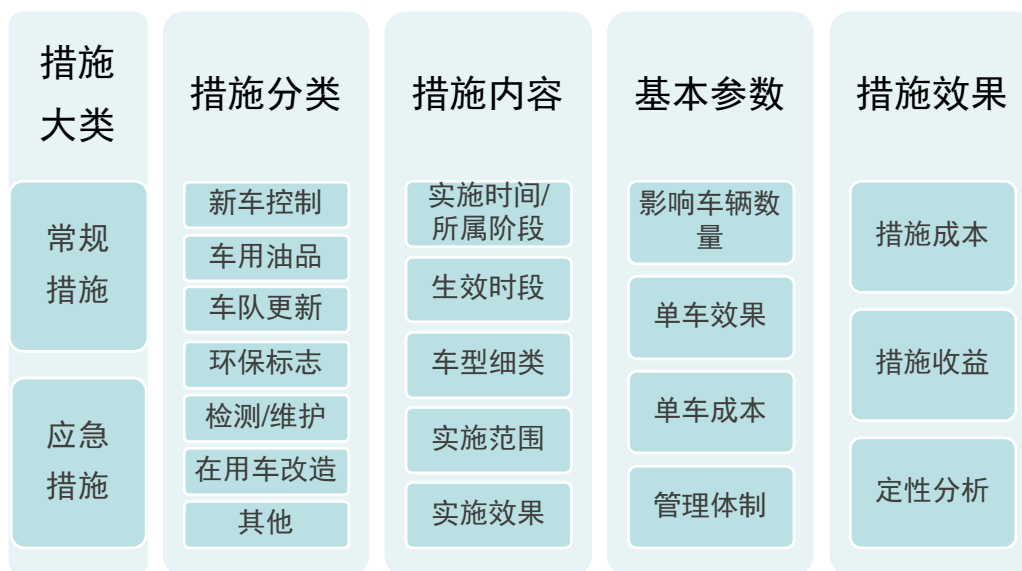 措施
大类
常规
措施
应急
措施
措施分类
新车控制
车用油品
车队更新
环保标志
检测/维护
在用车改造
其他
措施内容
实施时间/
所属阶段
生效时段
车型细类
实施范围
实施效果
基本参数
影响车辆数
量
单车效果
单车成本
管理体制
措施效果
措施成本
措施收益
定性分析